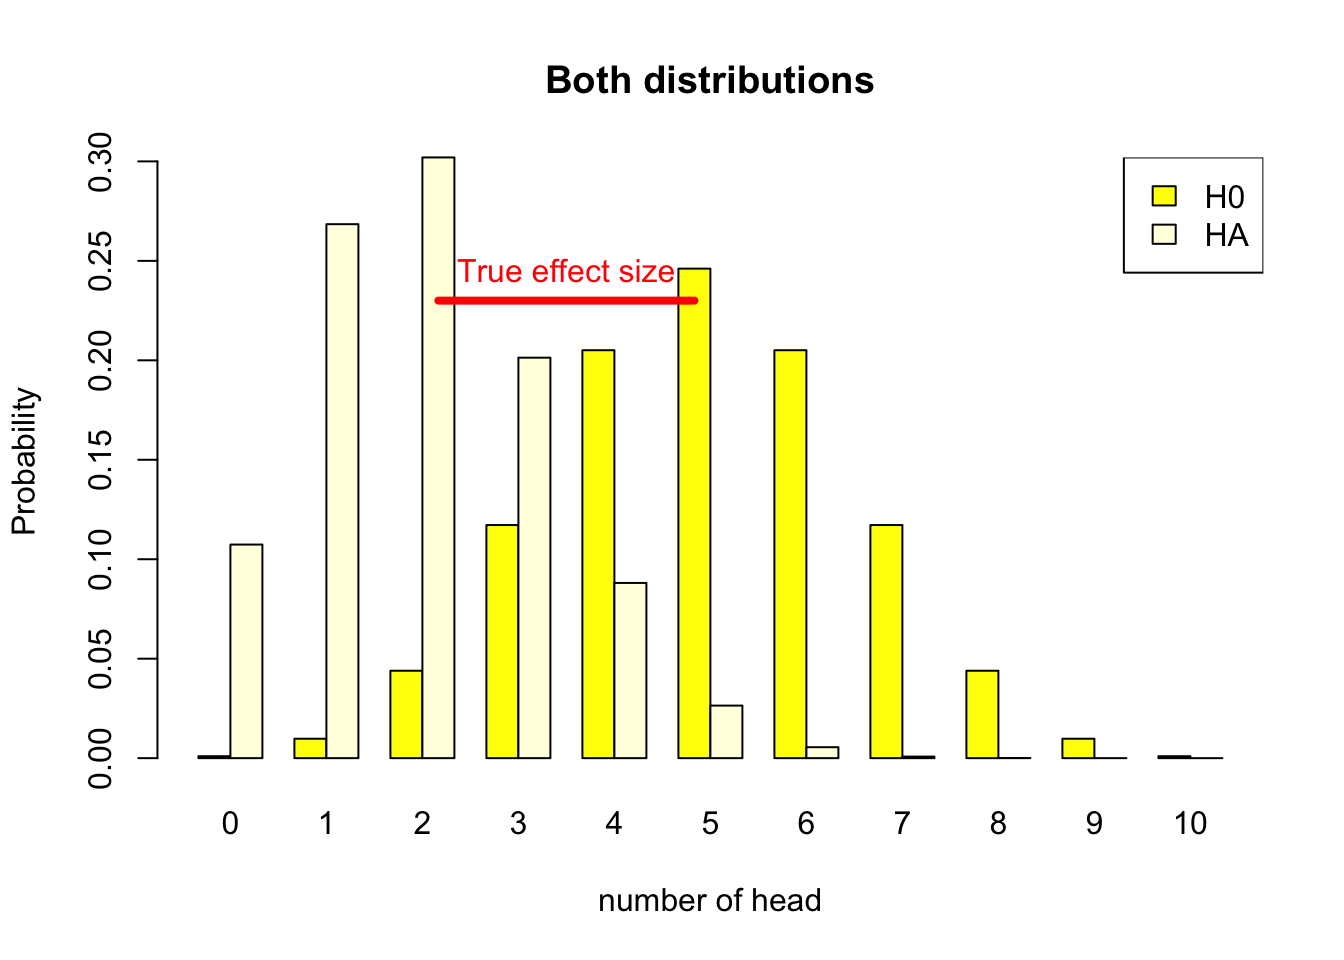 Both distributions
0.30
0.25
0.20
0.15
0.10
0.05
0.00
Probability
True effect size
H0
HA
0 1 2 3 4 5 6 7 8 9 10
number of head